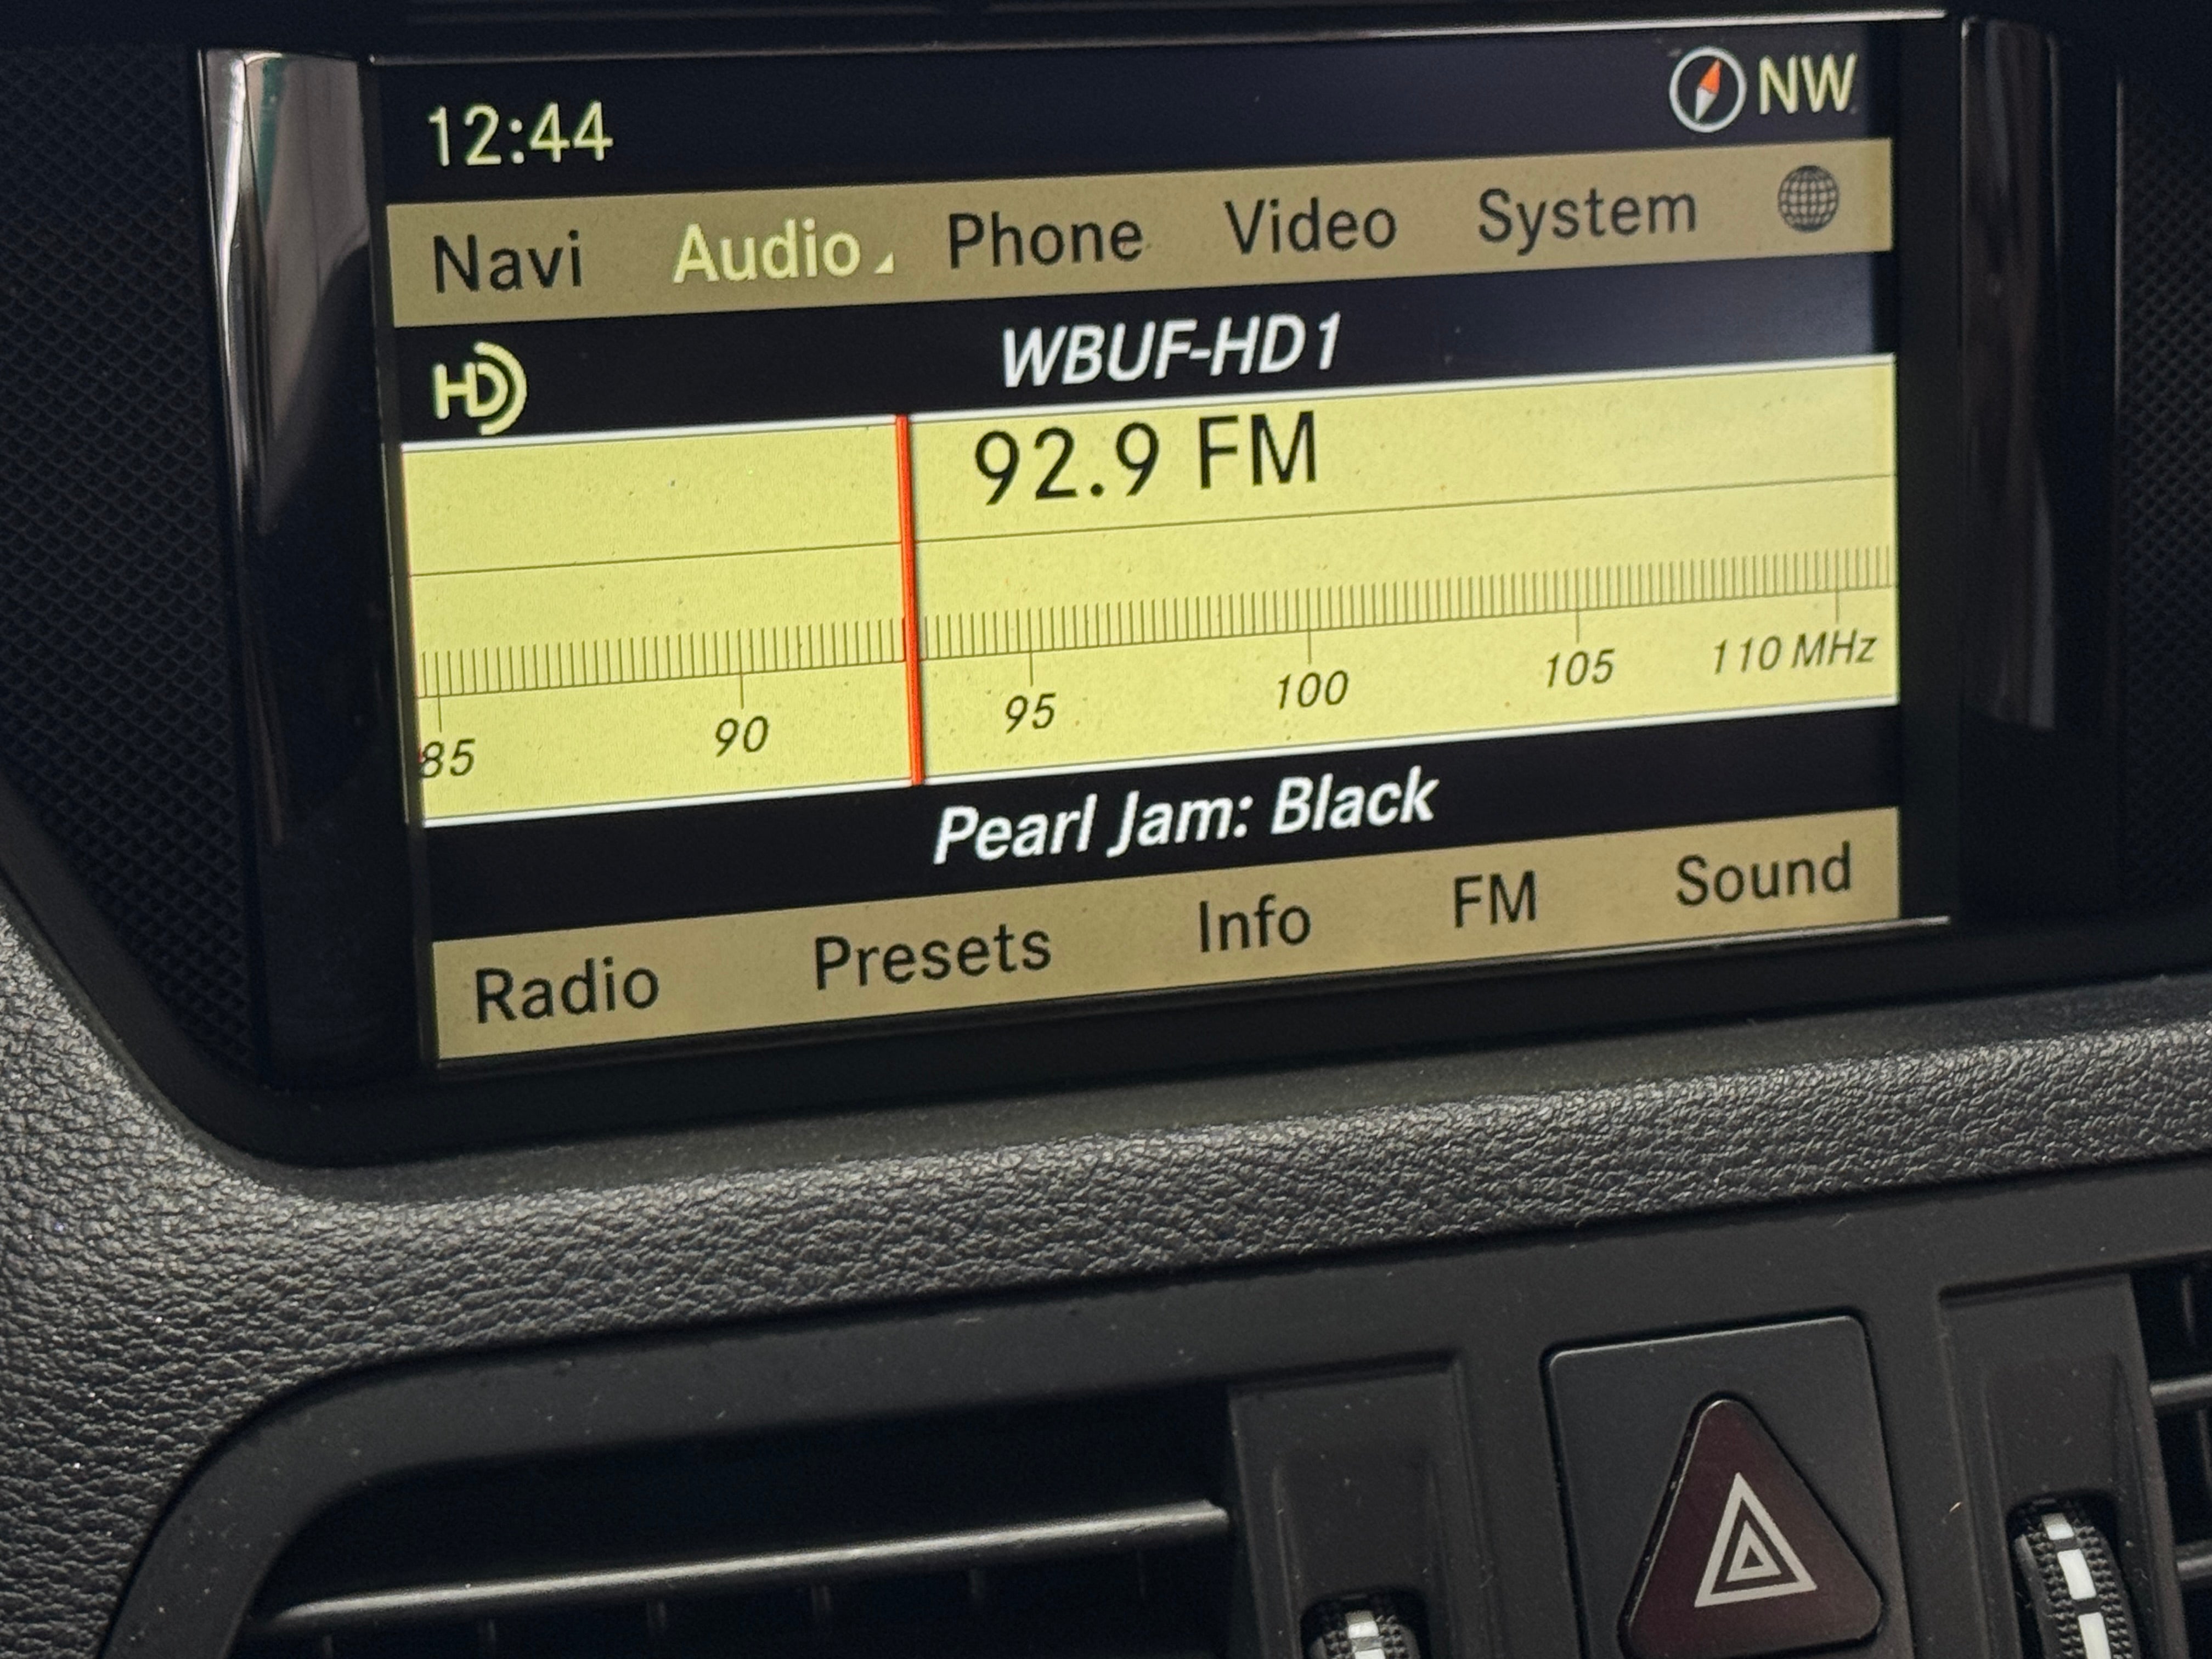 12:44 NW
Navi Audio Phone Video System
HD WBUF-HD1
92.9 FM
85 90 95 100 105 110 MHz
Pearl Jam: Black
Radio Presets Info FM Sound